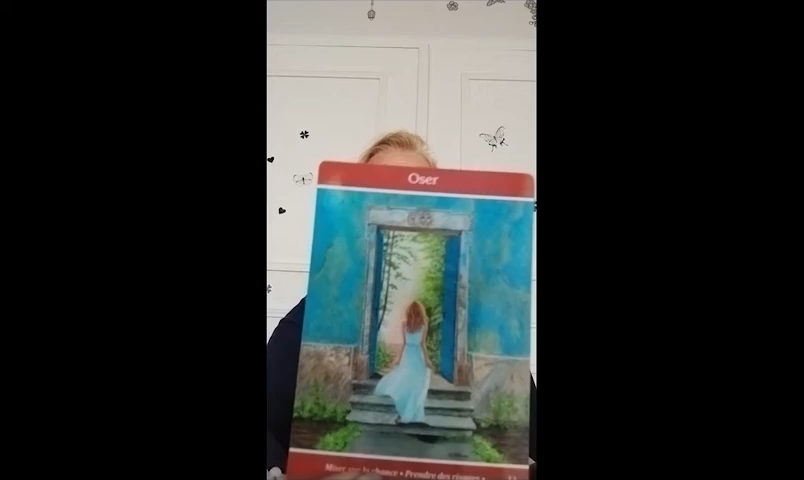 Oser
Miser sur la chance • Prendre des risques •